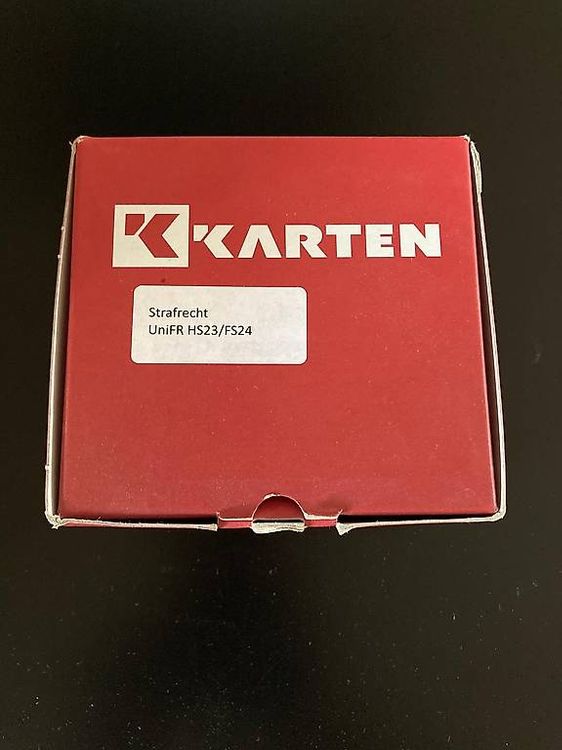 KARTEN
Strafrecht
UniFR HS23/FS24